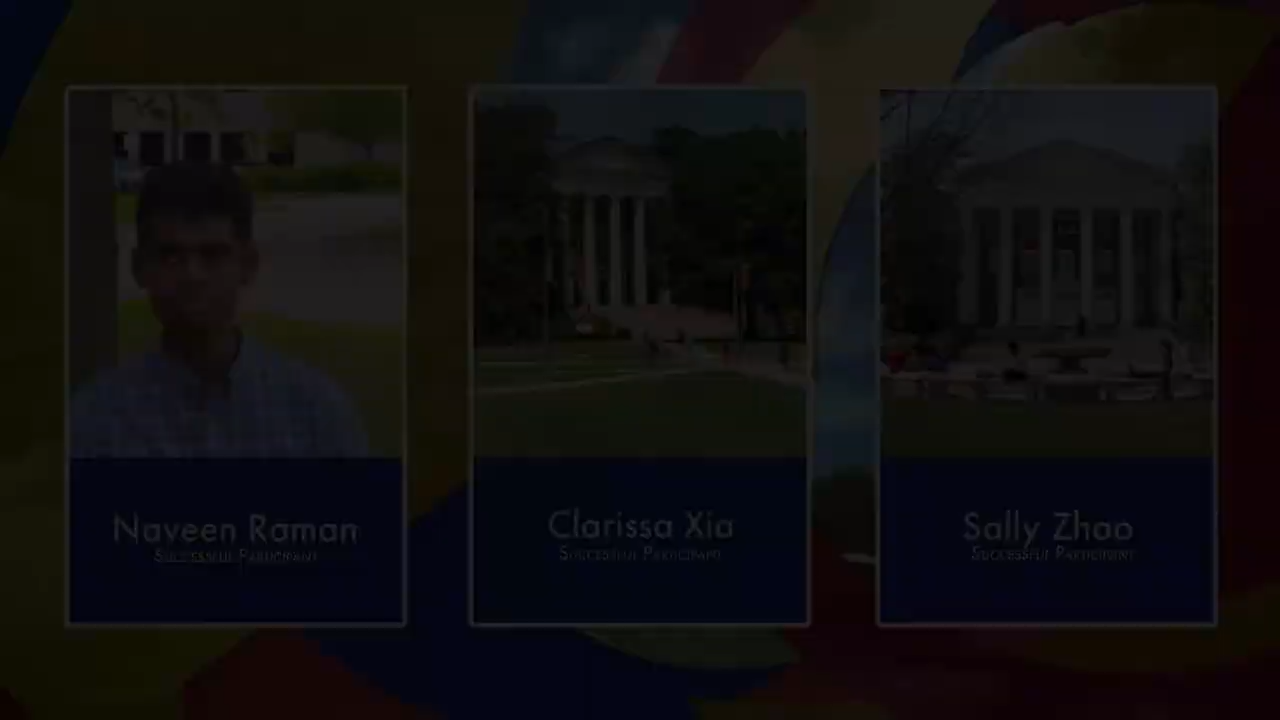 Naveen Raman
Successful Participant
Clarissa Xia
Successful Participant
Sally Zhao
Successful Participant